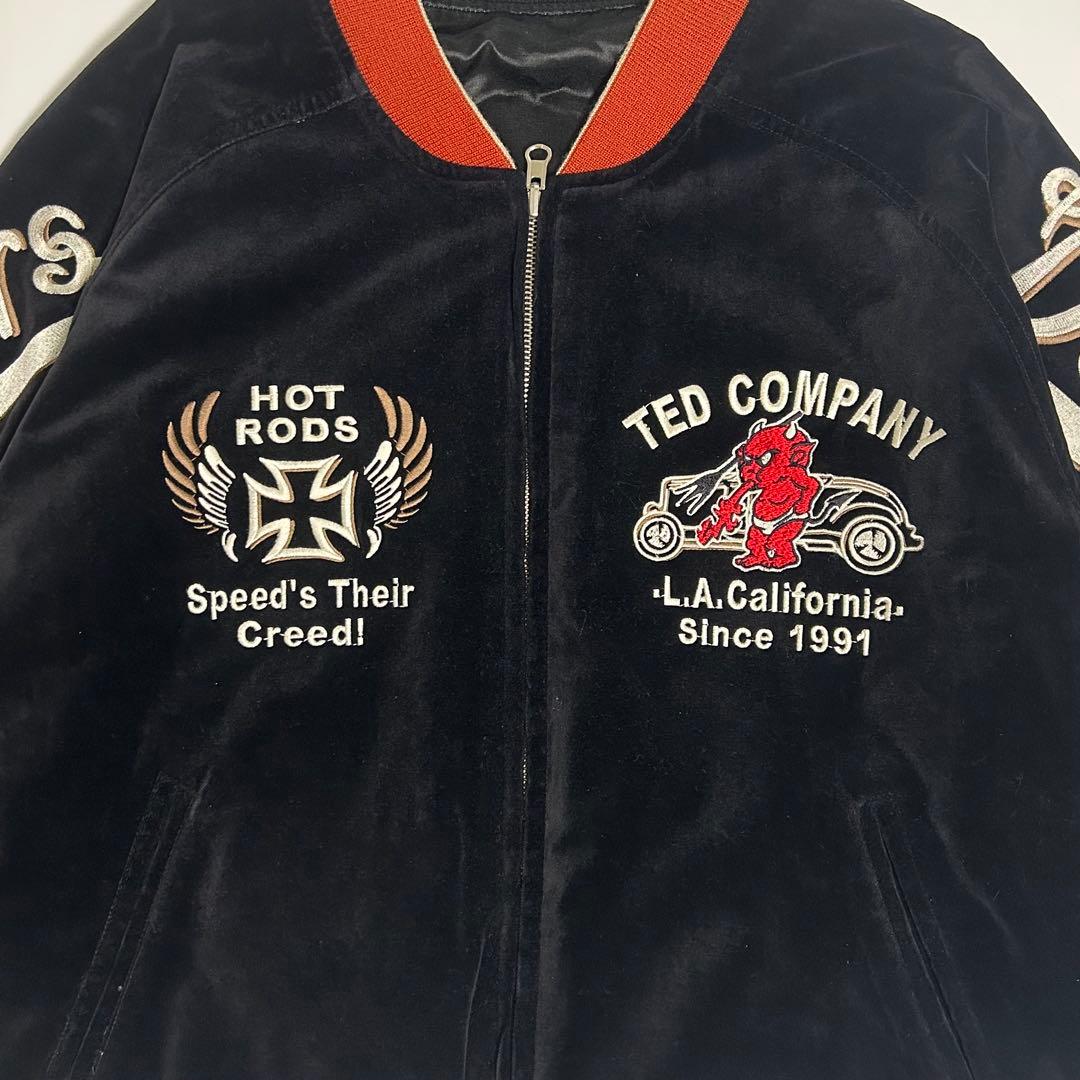 HOT
RODS
Speed's Their
Creed!
TED COMPANY
·L.A.California·
Since 1991